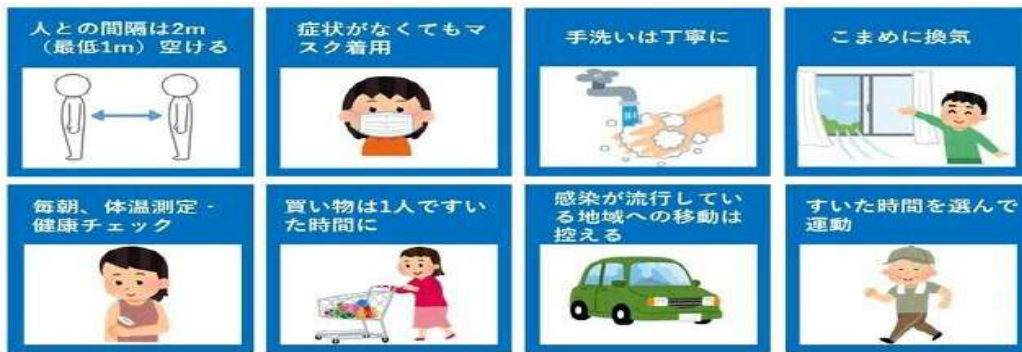 人との間隔は2m
（最低1m）空ける
症状がなくてもマ
スク着用
手洗いは丁寧に
こまめに換気
毎朝、体温測定・
健康チェック
買い物は1人ですい
た時間に
感染が流行してい
る地域への移動は
控える
すいた時間を選んで
運動